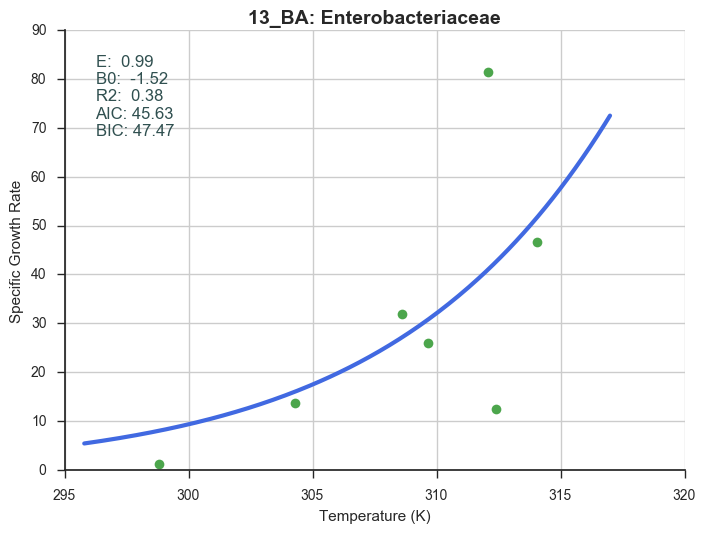 13_BA: Enterobacteriaceae
90
80
70
60
50
40
30
20
10
0
E:  0.99
B0:  -1.52
R2:  0.38
AIC: 45.63
BIC: 47.47
Specific Growth Rate
295
300
305
310
315
320
Temperature (K)